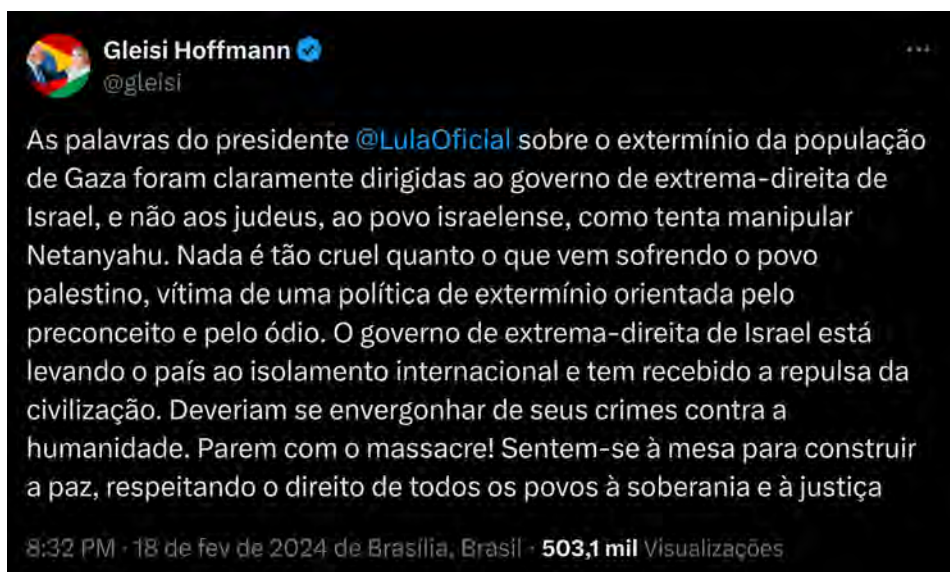 Gleisi Hoffmann
@gleisi
As palavras do presidente @LulaOficial sobre o extermínio da população
de Gaza foram claramente dirigidas ao governo de extrema-direita de
Israel, e não aos judeus, ao povo israelense, como tenta manipular
Netanyahu. Nada é tão cruel quanto o que vem sofrendo o povo
palestino, vítima de uma política de extermínio orientada pelo
preconceito e pelo ódio. O governo de extrema-direita de Israel está
levando o país ao isolamento internacional e tem recebido a repulsa da
civilização. Deveriam se envergonhar de seus crimes contra a
humanidade. Parem com o massacre! Sentem-se à mesa para construir
a paz, respeitando o direito de todos os povos à soberania e à justiça
8:32 PM · 18 de fev de 2024 de Brasília, Brasil · 503,1 mil Visualizações